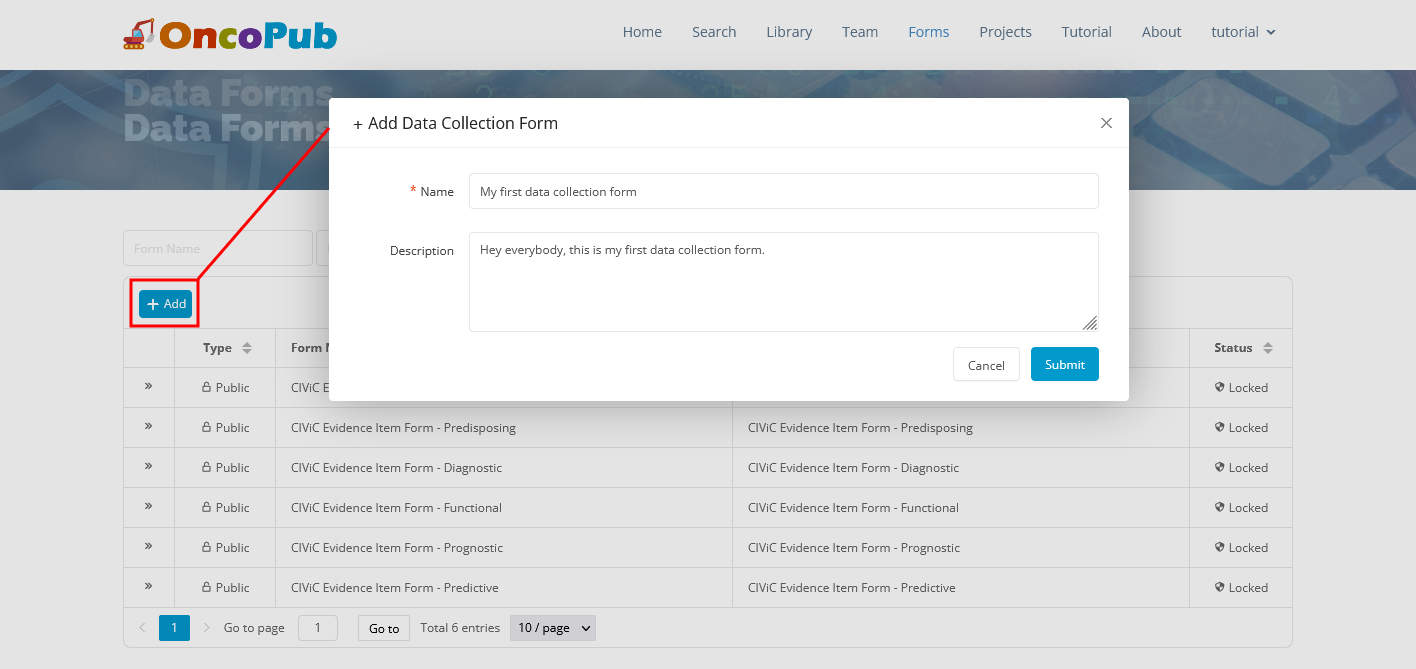 OncoPub
Home Search Library Team Forms Projects Tutorial About tutorial
Data Forms
Data Forms
+ Add Data Collection Form
* Name My first data collection form
Description Hey everybody, this is my first data collection form.
Cancel Submit
Form Name
+ Add
Type Form Status
Public CIViC Locked
Public CIViC Evidence Item Form - Predisposing CIViC Evidence Item Form - Predisposing Locked
Public CIViC Evidence Item Form - Diagnostic CIViC Evidence Item Form - Diagnostic Locked
Public CIViC Evidence Item Form - Functional CIViC Evidence Item Form - Functional Locked
Public CIViC Evidence Item Form - Prognostic CIViC Evidence Item Form - Prognostic Locked
Public CIViC Evidence Item Form - Predictive CIViC Evidence Item Form - Predictive Locked
1 Go to page 1 Go to Total 6 entries 10 / page